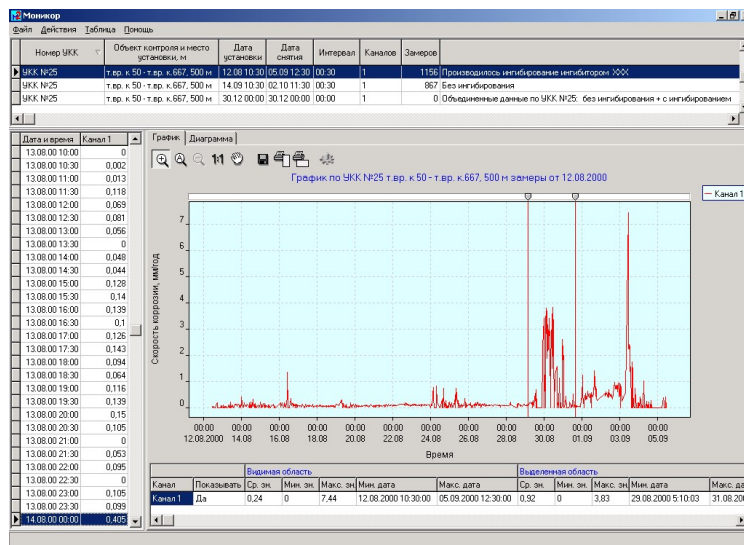 Моникор
Файл Действия Таблица Помощь
Номер УКК Объект контроля и место установки, м Дата установки Дата снятия Интервал Каналов Замеров
УКК №25 т.вр. к 50 - т.вр. к.667, 500 м 12.08 10:30 05.09 12:30 00:30 1 1156 Производилось ингибирование ингибитором XXX
УКК №25 т.вр. к 50 - т.вр. к.667, 500 м 14.09 10:30 02.10 11:30 00:30 1 867 Без ингибирования
УКК №25 т.вр. к 50 - т.вр. к.667, 500 м 30.12 00:00 30.12 00:00 00:00 1 0 Объединенные данные по УКК №25: без ингибирования + с ингибированием
Дата и время Канал 1
13.08.00 10:00 0
13.08.00 10:30 0,002
13.08.00 11:00 0,013
13.08.00 11:30 0,118
13.08.00 12:00 0,069
13.08.00 12:30 0,081
13.08.00 13:00 0,056
13.08.00 13:30 0
13.08.00 14:00 0,048
13.08.00 14:30 0,044
13.08.00 15:00 0,128
13.08.00 15:30 0,14
13.08.00 16:00 0,139
13.08.00 16:30 0,1
13.08.00 17:00 0,126
13.08.00 17:30 0,143
13.08.00 18:00 0,094
13.08.00 18:30 0,064
13.08.00 19:00 0,116
13.08.00 19:30 0,139
13.08.00 20:00 0,15
13.08.00 20:30 0,105
13.08.00 21:00 0
13.08.00 21:30 0,053
13.08.00 22:00 0,095
13.08.00 22:30 0
13.08.00 23:00 0,105
13.08.00 23:30 0,099
14.08.00 00:00 0,405
График Диаграмма
1:1
График по УКК №25 т.вр. к 50 - т.вр. к.667, 500 м замеры от 12.08.2000
Канал 1
Скорость коррозии, мм/год
7
6
5
4
3
2
1
0
00:00 00:00 00:00 00:00 00:00 00:00 00:00 00:00 00:00 00:00 00:00 00:00 00:00
12.08.2000 14.08 16.08 18.08 20.08 22.08 24.08 26.08 28.08 30.08 01.09 03.09 05.09
Время
Видимая область Выделенная область
Канал Показывать Ср. зн. Мин. зн. Макс. зн. Мин. дата Макс. дата Ср. зн. Мин. зн. Макс. зн. Мин. дата Макс. да
Канал 1 Да 0,24 0 7,44 12.08.2000 10:30:00 05.09.2000 12:30:00 0,92 0 3,83 29.08.2000 5:10:03 31.08.20